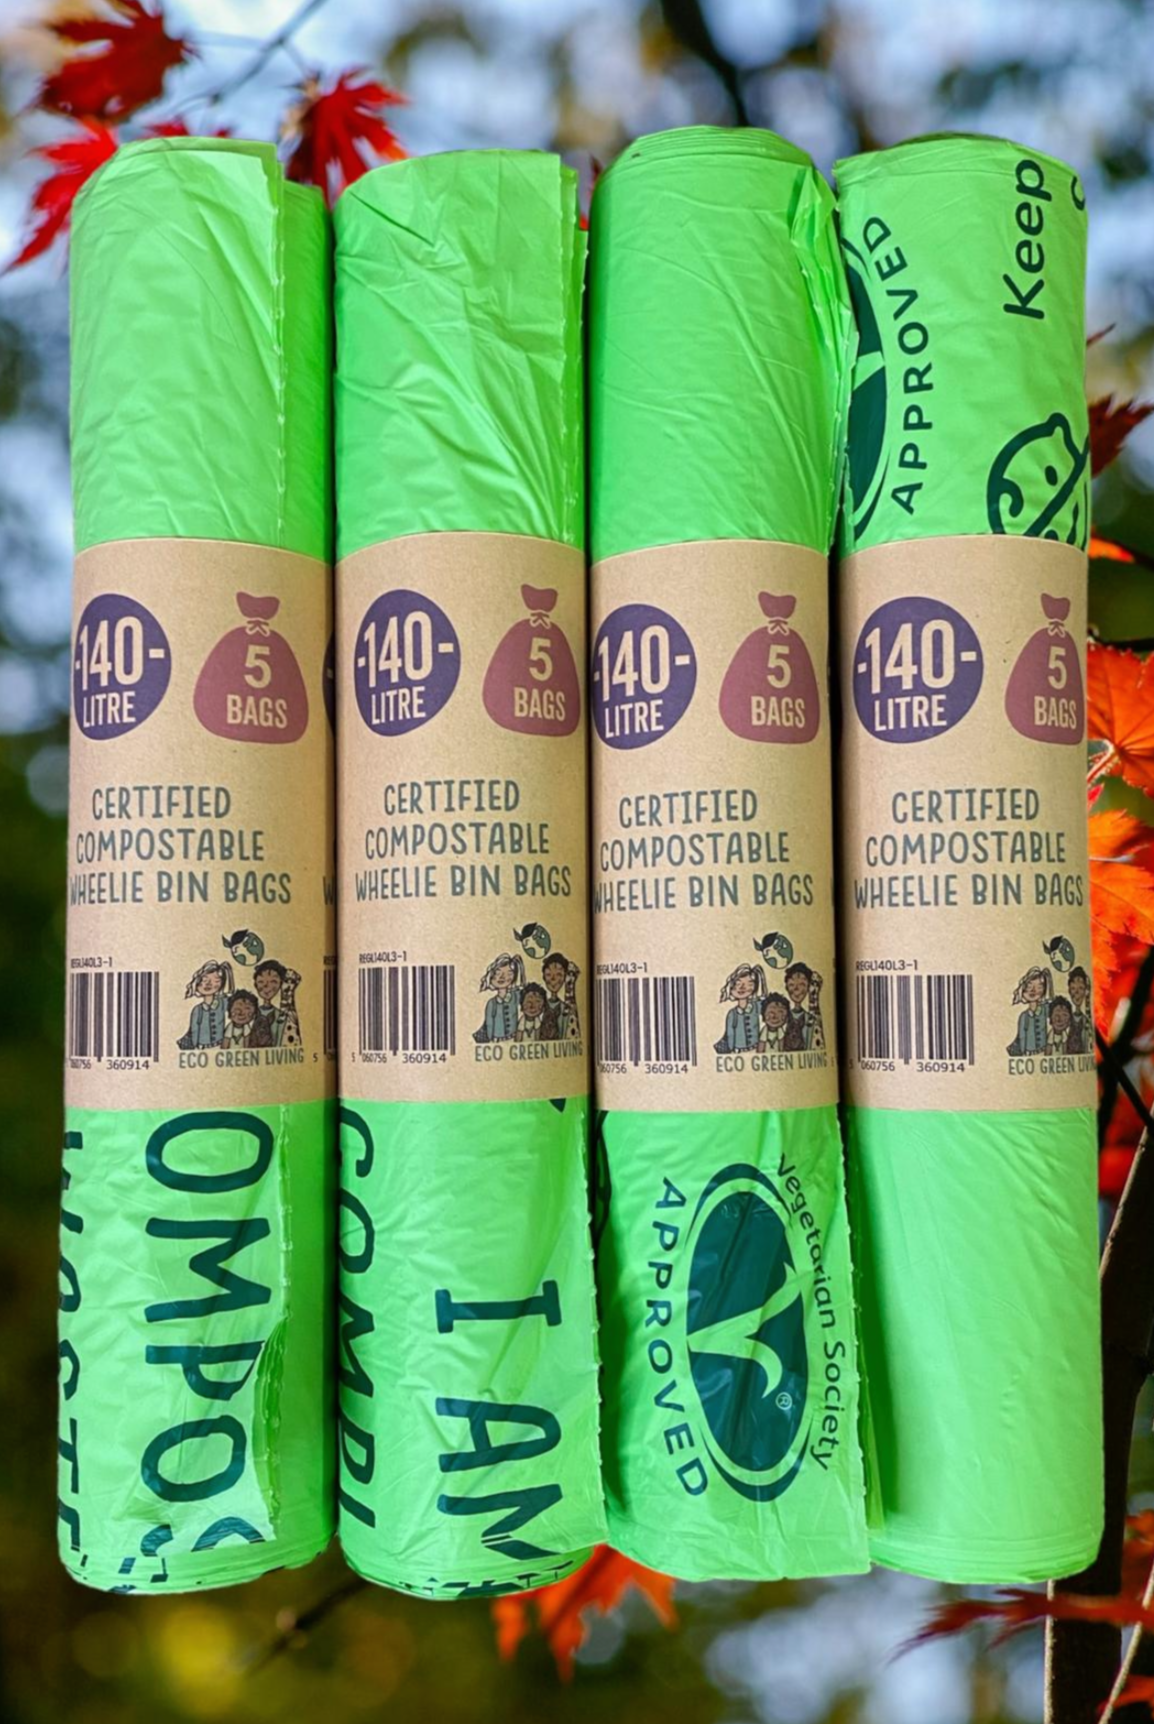 -140-
LITRE
5
BAGS
CERTIFIED
COMPOSTABLE
WHEELIE BIN BAGS
REGL140L3-1
060756 360914
ECO GREEN LIVING
OMPO
-140-
LITRE
5
BAGS
CERTIFIED
COMPOSTABLE
WHEELIE BIN BAGS
REGL140L3-1
5 060756 360914
ECO GREEN LIVING
I AM
-140-
LITRE
5
BAGS
CERTIFIED
COMPOSTABLE
WHEELIE BIN BAGS
REGL140L3-1
060756 360914
ECO GREEN LIVING
Vegetarian Society
APPROVED
®
APPROVED
Keep
-140-
LITRE
5
BAGS
CERTIFIED
COMPOSTABLE
WHEELIE BIN BAGS
REGL140L3-1
060756 360914
ECO GREEN LIVIN